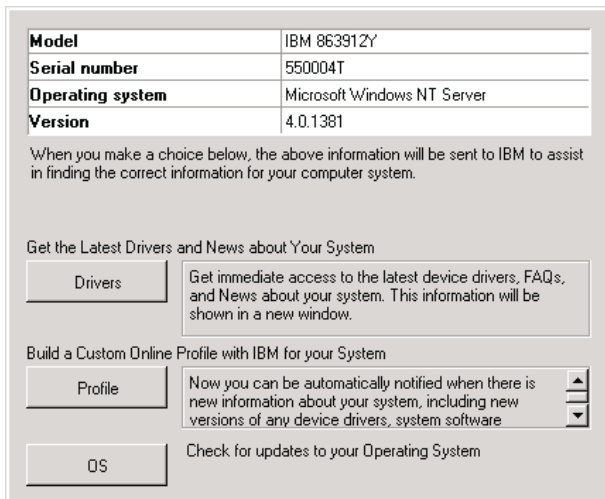 Model IBM 863912Y
Serial number 550004T
Operating system Microsoft Windows NT Server
Version 4.0.1381
When you make a choice below, the above information will be sent to IBM to assist
in finding the correct information for your computer system.
Get the Latest Drivers and News about Your System
Drivers
Get immediate access to the latest device drivers, FAQs,
and News about your system. This information will be
shown in a new window.
Build a Custom Online Profile with IBM for your System
Profile
Now you can be automatically notified when there is
new information about your system, including new
versions of any device drivers, system software
OS
Check for updates to your Operating System